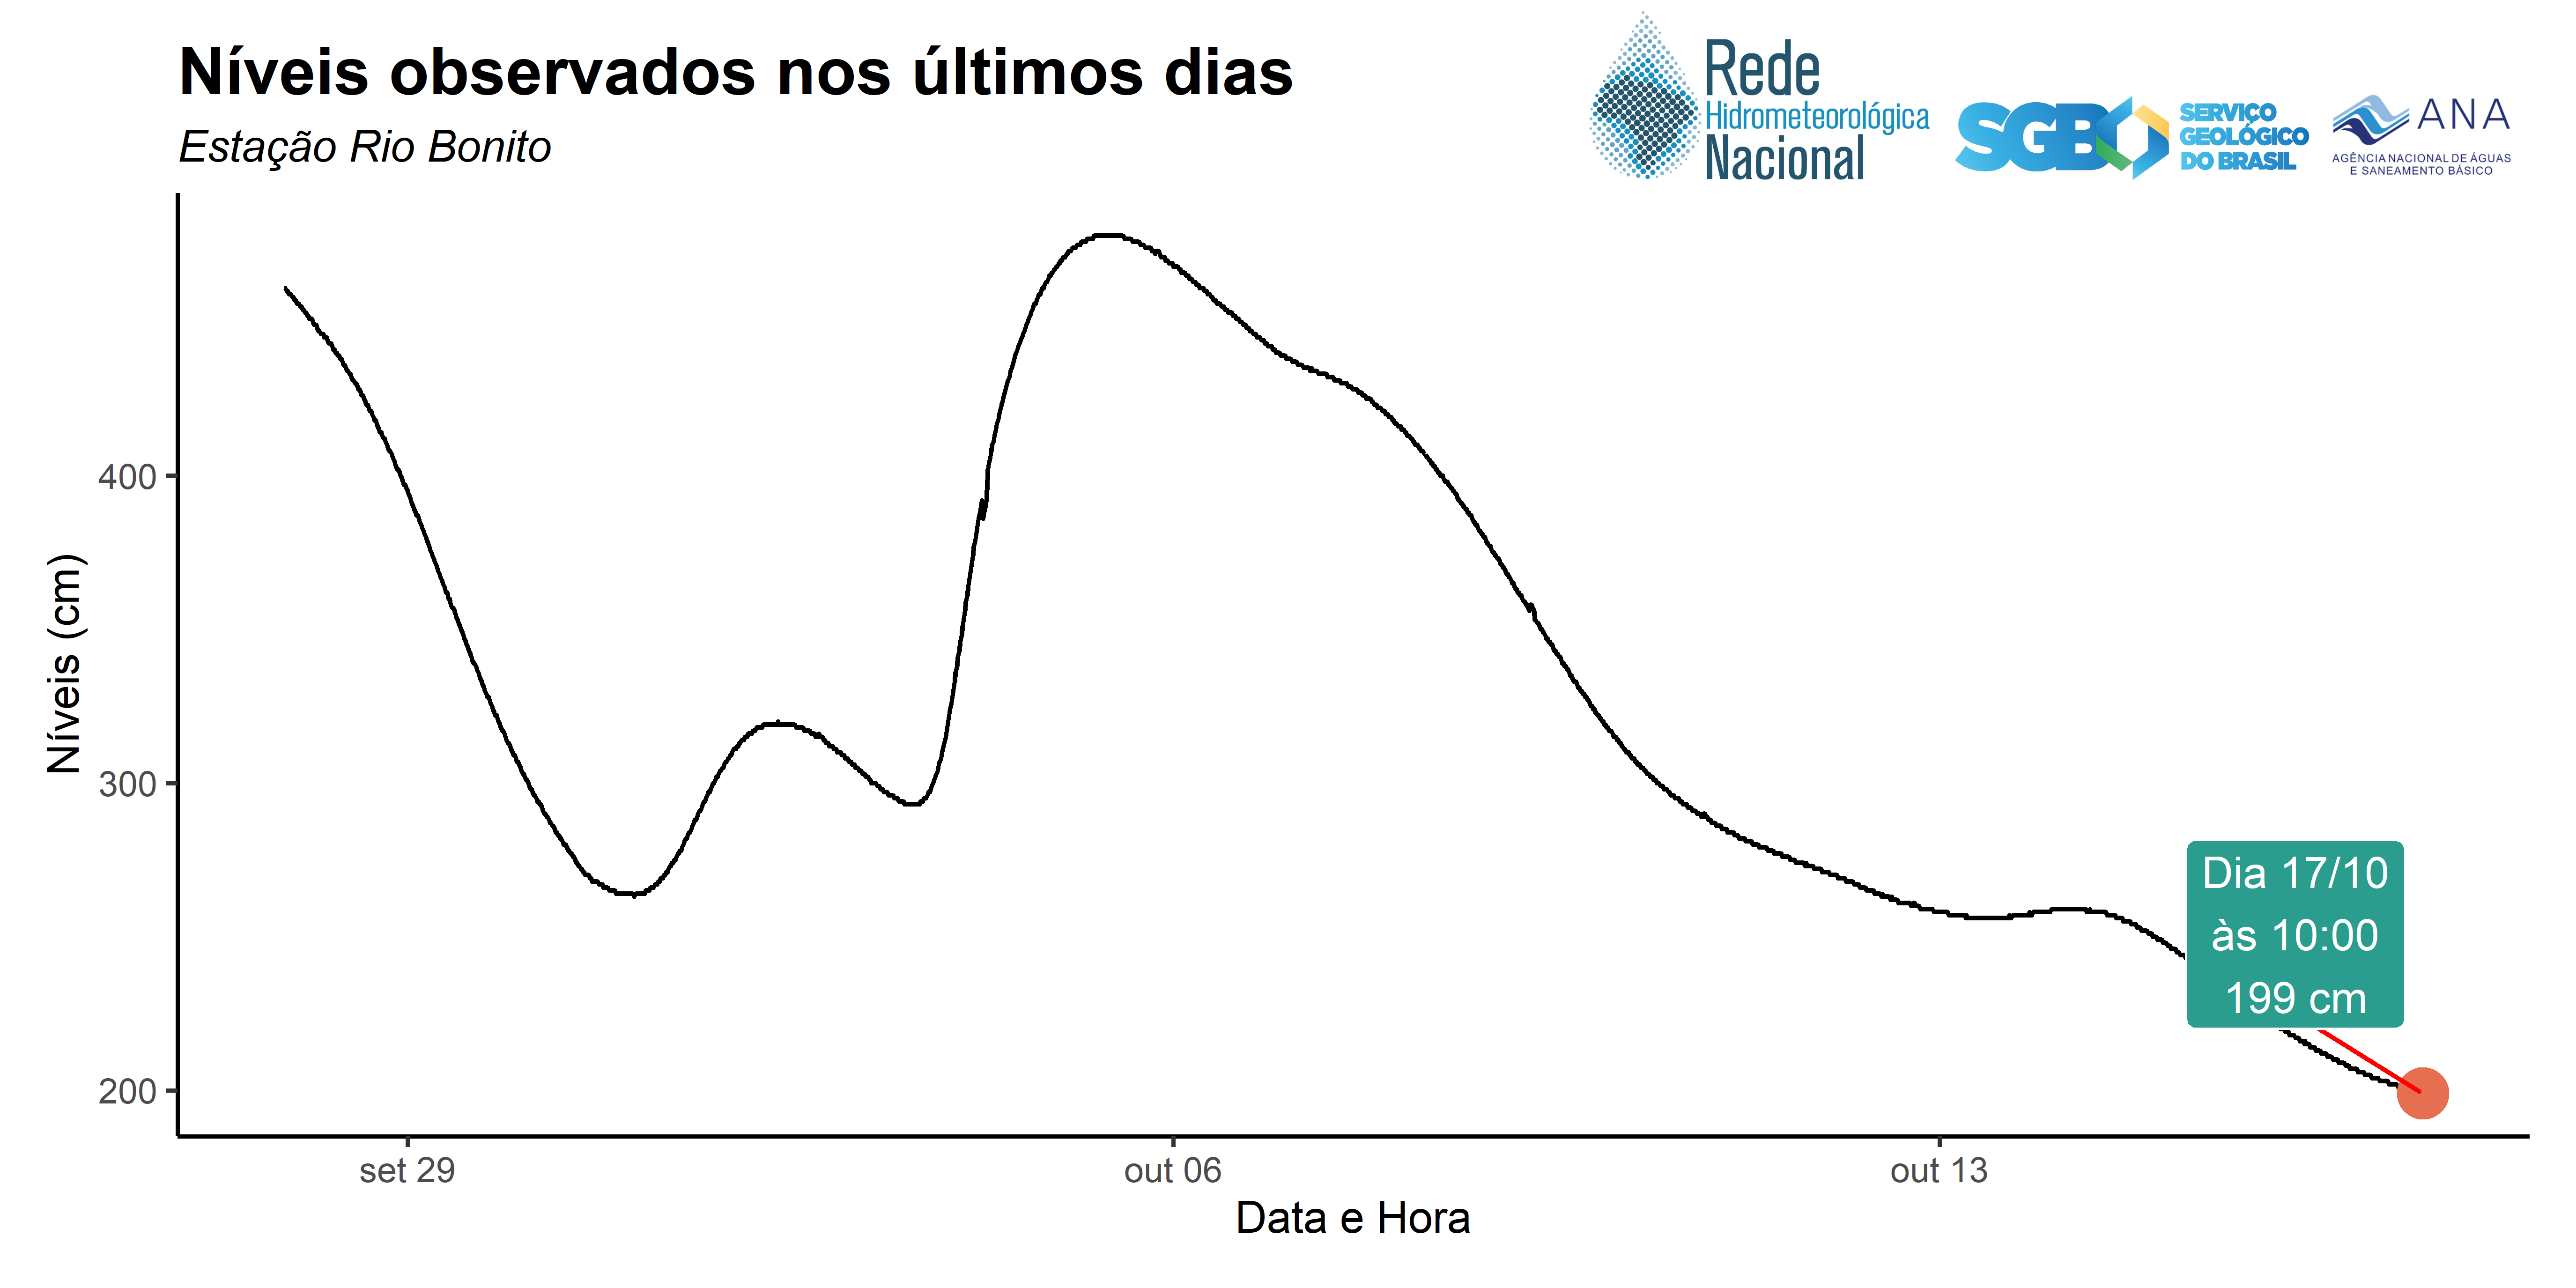 Níveis observados nos últimos dias
Estação Rio Bonito
Rede
Hidrometeorológica
Nacional
SGB
SERVIÇO
GEOLÓGICO
DO BRASIL
ANA
AGÊNCIA NACIONAL DE ÁGUAS
E SANEAMENTO BÁSICO
Níveis (cm)
400
300
200
Dia 17/10
às 10:00
199 cm
set 29
out 06
out 13
Data e Hora